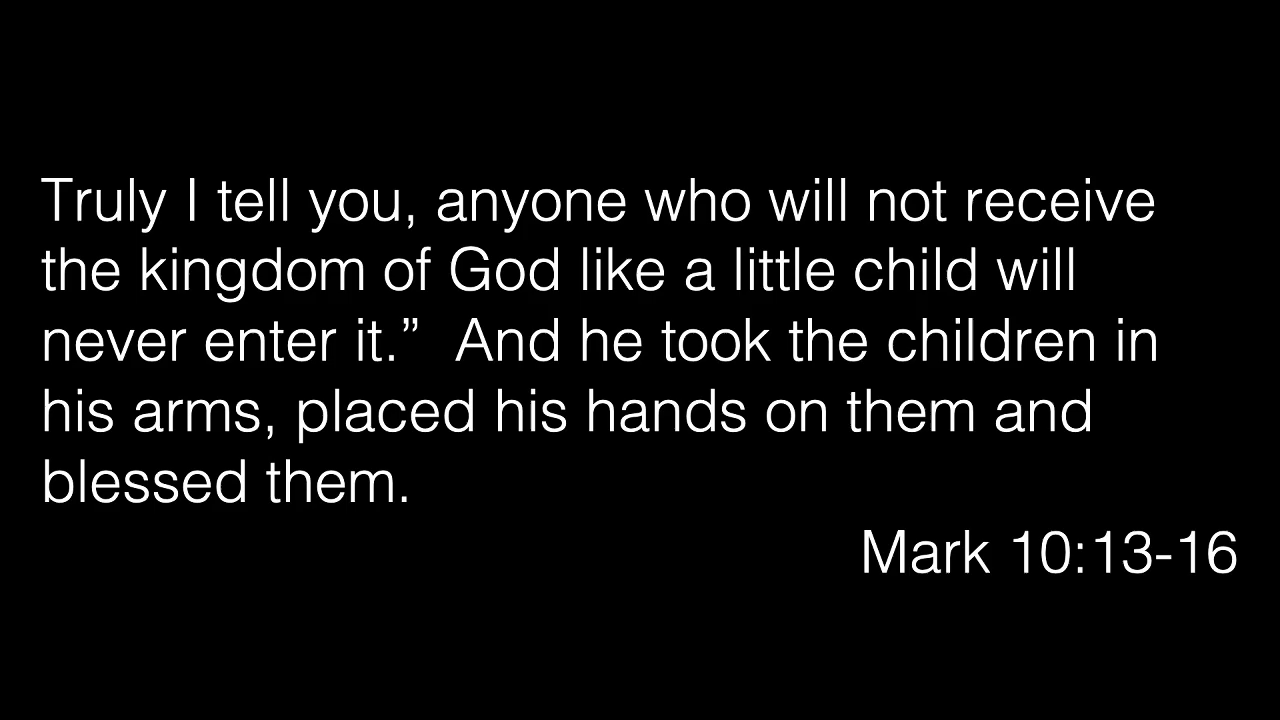 Truly I tell you, anyone who will not receive
the kingdom of God like a little child will
never enter it.”  And he took the children in
his arms, placed his hands on them and
blessed them.
Mark 10:13-16